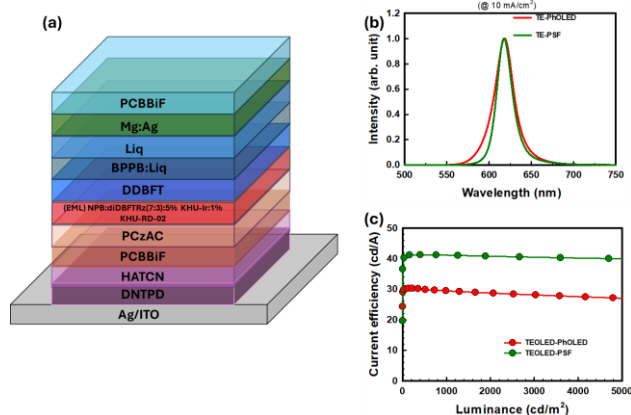 (a)
PCBBiF
Mg:Ag
Liq
BPPB:Liq
DDBFT
(EML) NPB:diDBFTRz(7:3):5% KHU-Ir:1%
KHU-RD-02
PCzAC
PCBBiF
HATCN
DNTPD
Ag/ITO
(b)
(@ 10 mA/cm²)
TE-PhOLED
TE-PSF
Intensity (arb. unit)
1.2
1.0
0.8
0.6
0.4
0.2
0.0
500 550 600 650 700 750
Wavelength (nm)
(c)
Current efficiency (cd/A)
50
40
30
20
10
0
TEOLED-PhOLED
TEOLED-PSF
0 1000 2000 3000 4000 5000
Luminance (cd/m²)